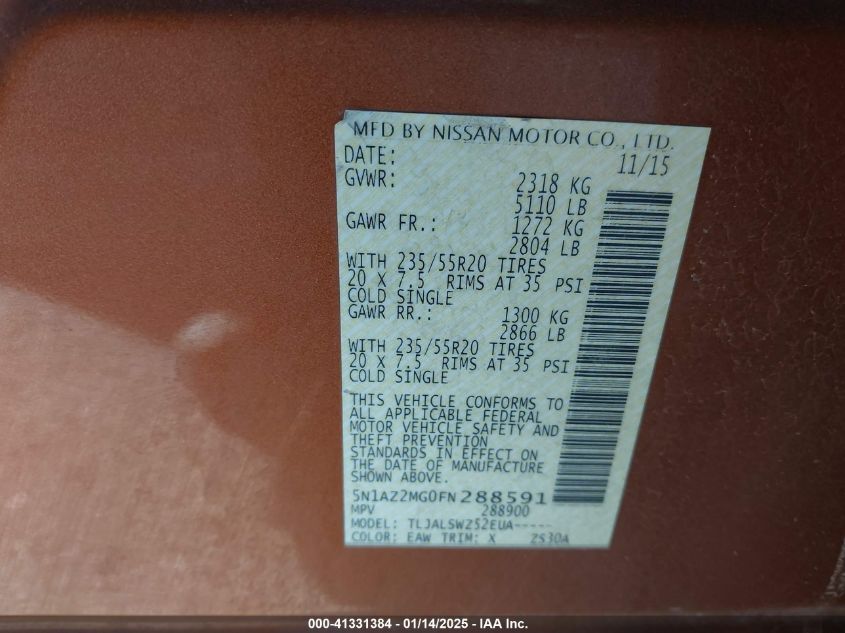 MFD BY NISSAN MOTOR CO., LTD.
DATE: 11/15
GVWR: 2318 KG
5110 LB
GAWR FR.: 1272 KG
2804 LB
WITH 235/55R20 TIRES
20 X 7.5 RIMS AT 35 PSI
COLD SINGLE
GAWR RR.: 1300 KG
2866 LB
WITH 235/55R20 TIRES
20 X 7.5 RIMS AT 35 PSI
COLD SINGLE
THIS VEHICLE CONFORMS TO
ALL APPLICABLE FEDERAL
MOTOR VEHICLE SAFETY AND
THEFT PREVENTION
STANDARDS IN EFFECT ON
THE DATE OF MANUFACTURE
SHOWN ABOVE.
5N1AZ2MG0FN288591
MPV 288900
MODEL: TLJALSWZ52EUA-----
COLOR: EAW TRIM: X ZS30A
000-41331384 - 01/14/2025 - IAA Inc.